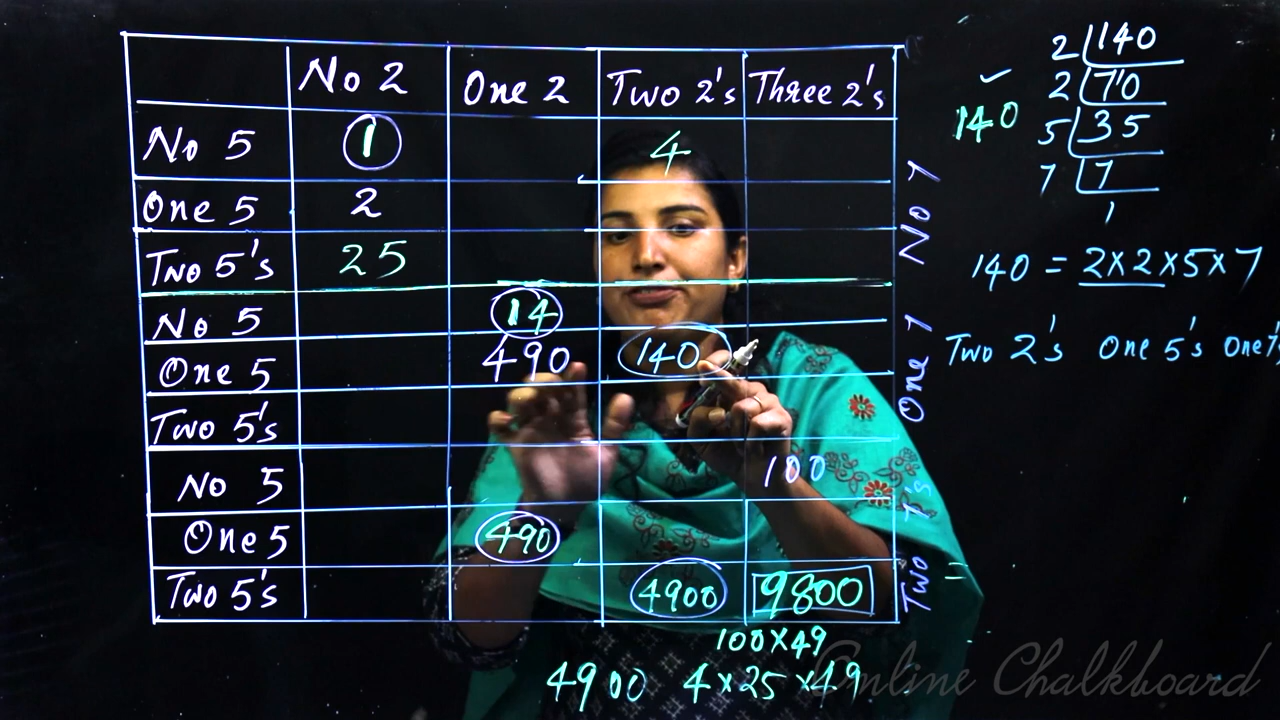 No 2 One 2 Two 2's Three 2's
No 5 1 4
One 5 2
Two 5's 25
No 7
No 5 14
One 5 490 140
Two 5's
One 7
No 5 100
One 5 490
Two 5's 4900 9800
Two 7's
=
100×49
4900 4×25×49
140
2 140
2 70
5 35
7 7
1
140 = 2×2×5×7
Two 2's One 5's One 7
Online Chalkboard